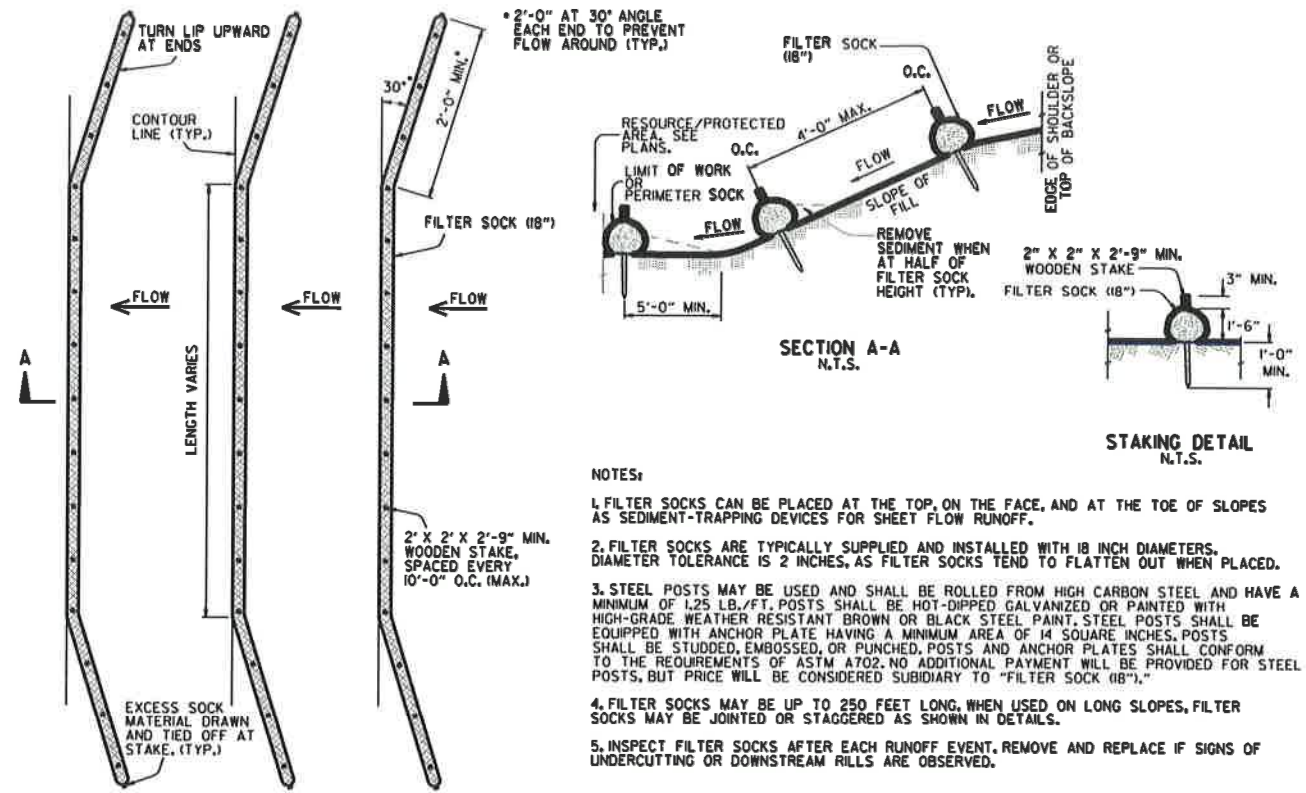 TURN LIP UPWARD
AT ENDS
CONTOUR
LINE (TYP.)
30°*
2'-0" MIN.*
* 2'-0" AT 30° ANGLE
EACH END TO PREVENT
FLOW AROUND (TYP.)
FILTER SOCK (18")
FLOW
FLOW
FLOW
A
A
LENGTH VARIES
2' X 2' X 2'-9" MIN.
WOODEN STAKE,
SPACED EVERY
10'-0" O.C. (MAX.)
EXCESS SOCK
MATERIAL DRAWN
AND TIED OFF AT
STAKE. (TYP.)
FILTER SOCK
(18")
O.C.
4'-0" MAX.
O.C.
FLOW
FLOW
FLOW
SLOPE OF
FILL
EDGE OF SHOULDER OR
TOP OF BACKSLOPE
RESOURCE/PROTECTED
AREA. SEE
PLANS.
LIMIT OF WORK
OR
PERIMETER SOCK
5'-0" MIN.
REMOVE
SEDIMENT WHEN
AT HALF OF
FILTER SOCK
HEIGHT (TYP).
SECTION A-A
N.T.S.
2" X 2" X 2'-9" MIN.
WOODEN STAKE
FILTER SOCK (18")
3" MIN.
1'-6"
1'-0"
MIN.
STAKING DETAIL
N.T.S.
NOTES:
1. FILTER SOCKS CAN BE PLACED AT THE TOP, ON THE FACE, AND AT THE TOE OF SLOPES
AS SEDIMENT-TRAPPING DEVICES FOR SHEET FLOW RUNOFF.
2. FILTER SOCKS ARE TYPICALLY SUPPLIED AND INSTALLED WITH 18 INCH DIAMETERS.
DIAMETER TOLERANCE IS 2 INCHES, AS FILTER SOCKS TEND TO FLATTEN OUT WHEN PLACED.
3. STEEL POSTS MAY BE USED AND SHALL BE ROLLED FROM HIGH CARBON STEEL AND HAVE A
MINIMUM OF 1.25 LB./FT. POSTS SHALL BE HOT-DIPPED GALVANIZED OR PAINTED WITH
HIGH-GRADE WEATHER RESISTANT BROWN OR BLACK STEEL PAINT. STEEL POSTS SHALL BE
EQUIPPED WITH ANCHOR PLATE HAVING A MINIMUM AREA OF 14 SQUARE INCHES. POSTS
SHALL BE STUDDED, EMBOSSED, OR PUNCHED. POSTS AND ANCHOR PLATES SHALL CONFORM
TO THE REQUIREMENTS OF ASTM A702. NO ADDITIONAL PAYMENT WILL BE PROVIDED FOR STEEL
POSTS, BUT PRICE WILL BE CONSIDERED SUBIDIARY TO "FILTER SOCK (18")."
4. FILTER SOCKS MAY BE UP TO 250 FEET LONG. WHEN USED ON LONG SLOPES, FILTER
SOCKS MAY BE JOINTED OR STAGGERED AS SHOWN IN DETAILS.
5. INSPECT FILTER SOCKS AFTER EACH RUNOFF EVENT. REMOVE AND REPLACE IF SIGNS OF
UNDERCUTTING OR DOWNSTREAM RILLS ARE OBSERVED.